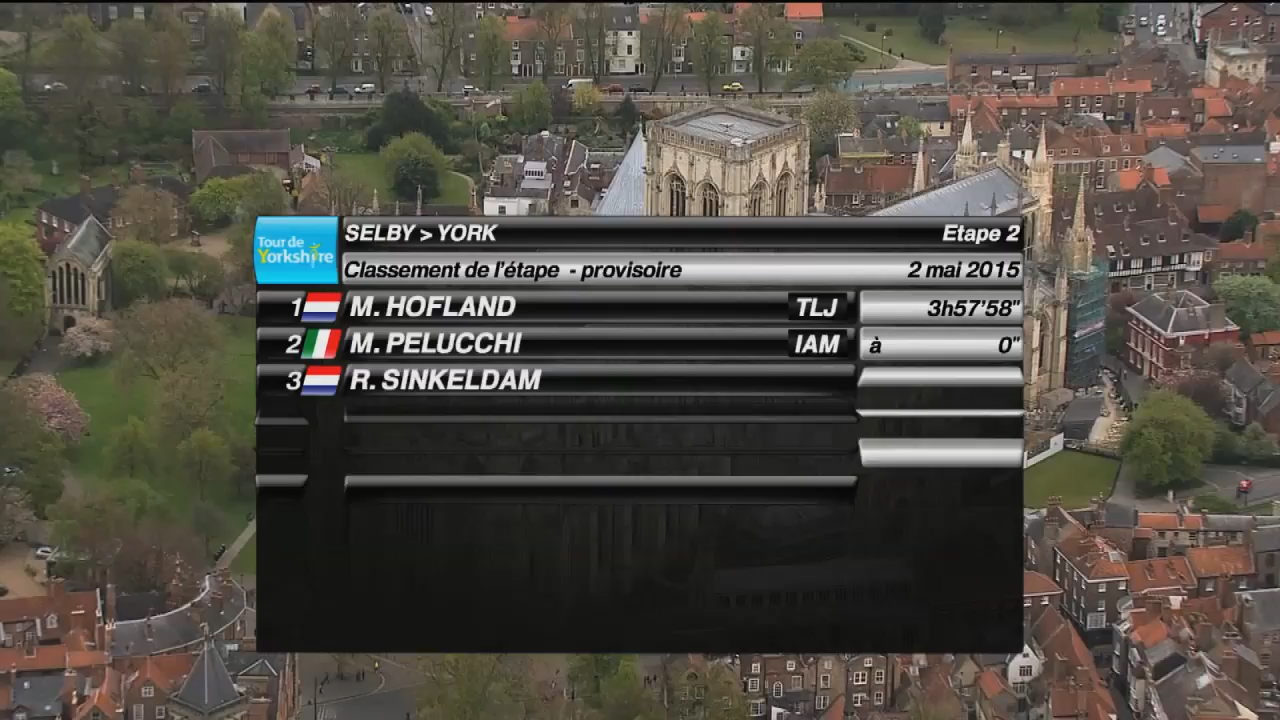 Tour de
Yorkshire
SELBY > YORK Etape 2
Classement de l'étape - provisoire 2 mai 2015
1 M. HOFLAND TLJ 3h57'58"
2 M. PELUCCHI IAM à 0"
3 R. SINKELDAM